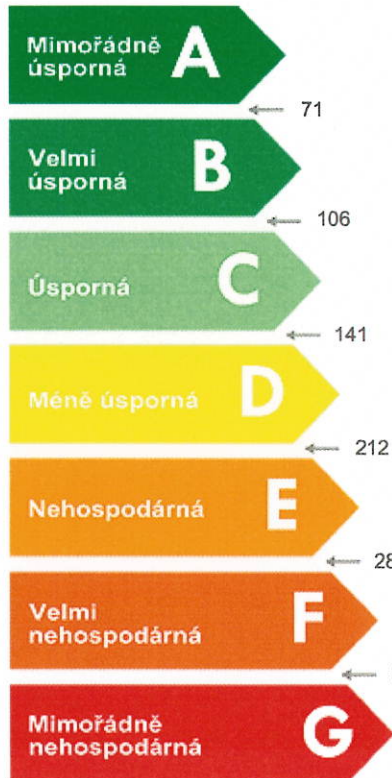 Mimořádně
úsporná
A
71
Velmi
úsporná
B
106
Úsporná
C
141
Méně úsporná
D
212
Nehospodárná
E
Velmi
nehospodárná
F
Mimořádně
nehospodárná
G